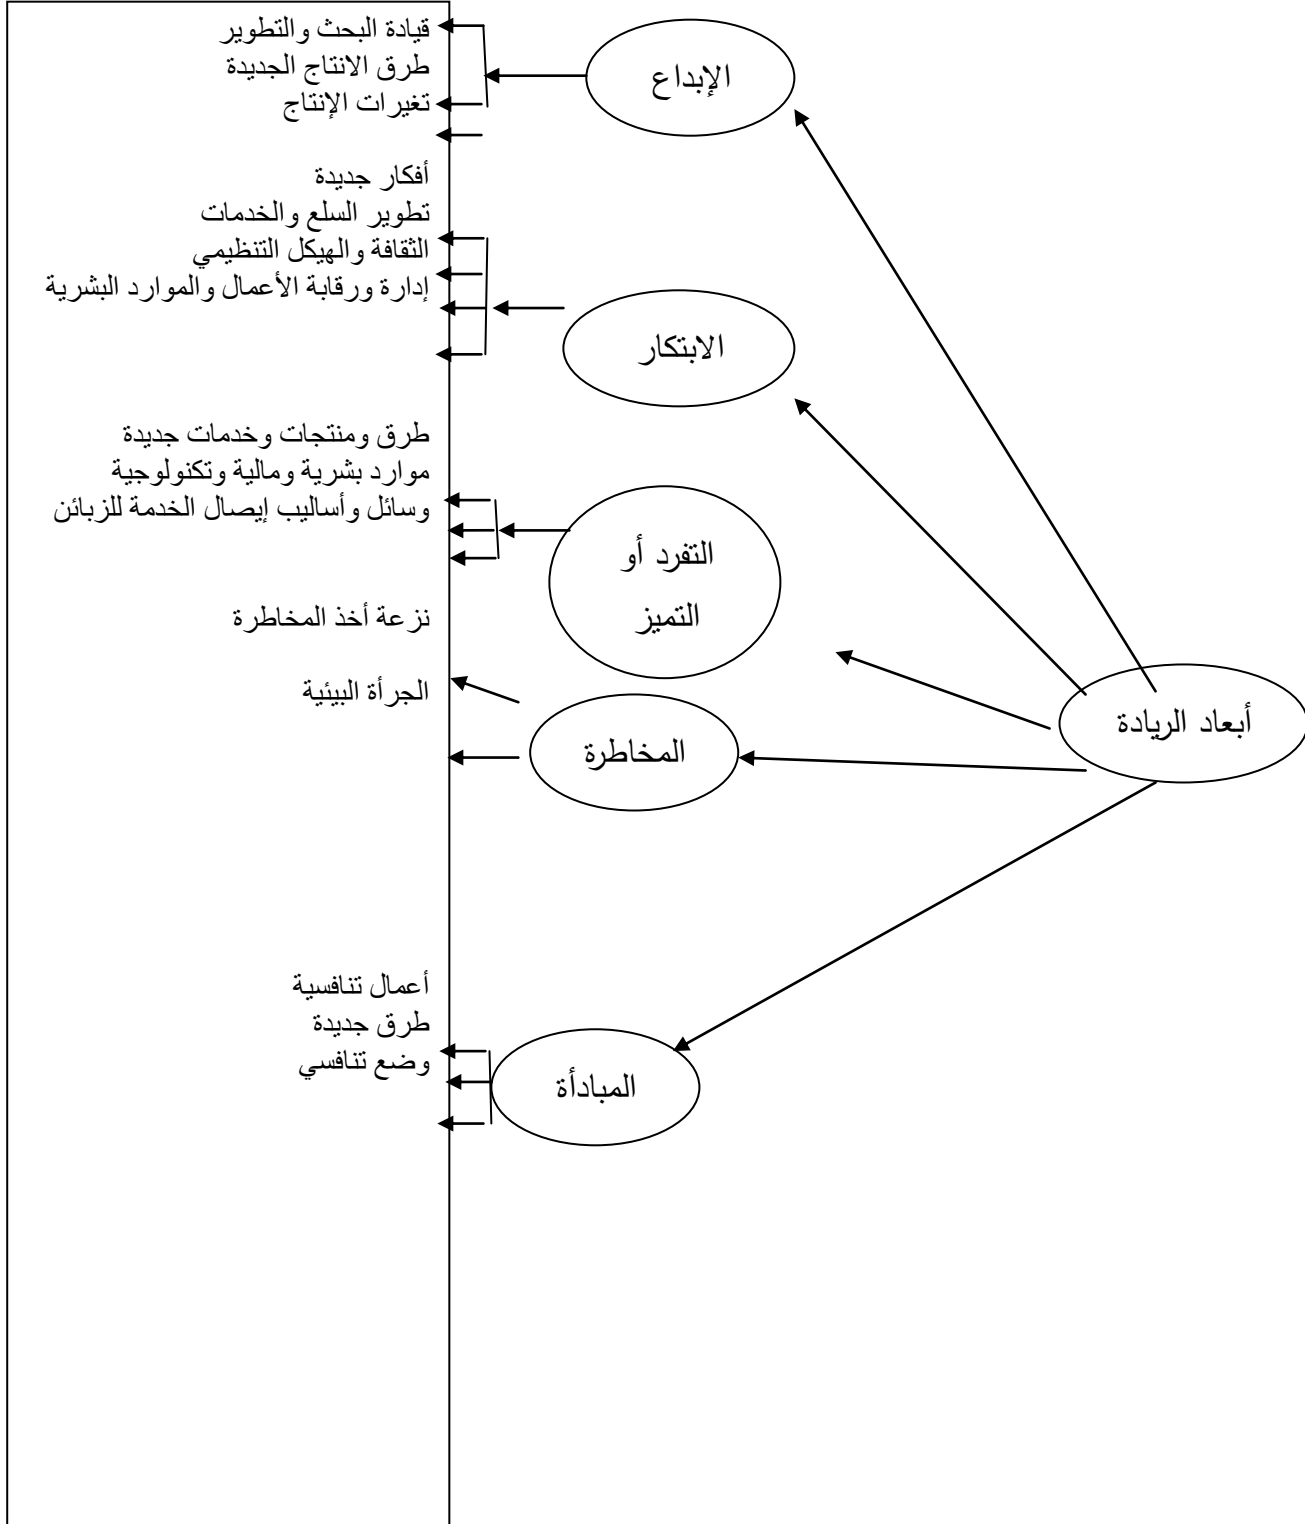 أبعاد الريادة
الإبداع
قيادة البحث والتطوير
طرق الانتاج الجديدة
تغيرات الإنتاج
الابتكار
أفكار جديدة
تطوير السلع والخدمات
الثقافة والهيكل التنظيمي
إدارة ورقابة الأعمال والموارد البشرية
التفرد أو
التميز
طرق ومنتجات وخدمات جديدة
موارد بشرية ومالية وتكنولوجية
وسائل وأساليب إيصال الخدمة للزبائن
المخاطرة
نزعة أخذ المخاطرة
الجرأة البيئية
المبادأة
أعمال تنافسية
طرق جديدة
وضع تنافسي